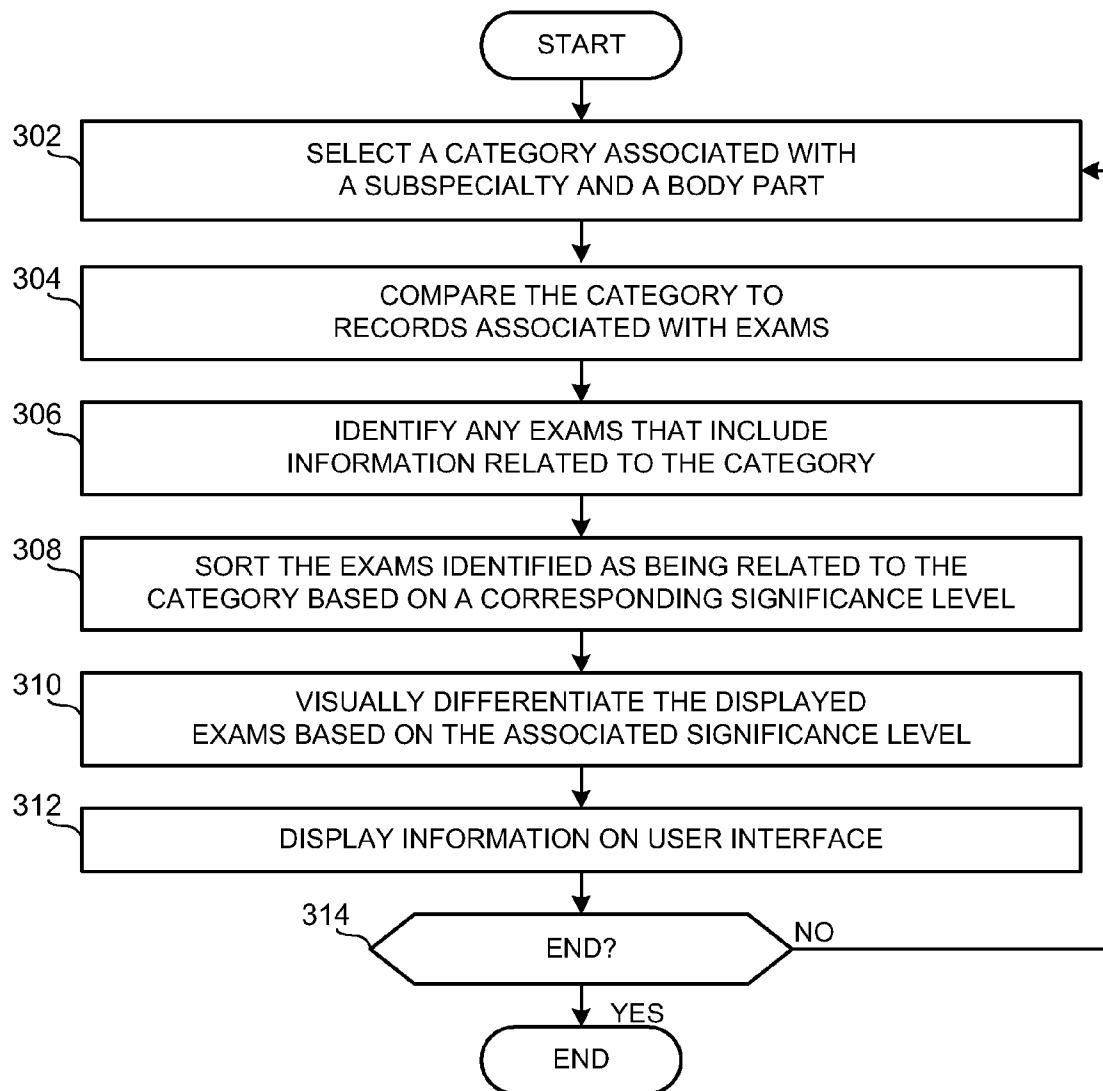 START
302
SELECT A CATEGORY ASSOCIATED WITH
A SUBSPECIALTY AND A BODY PART
304
COMPARE THE CATEGORY TO
RECORDS ASSOCIATED WITH EXAMS
306
IDENTIFY ANY EXAMS THAT INCLUDE
INFORMATION RELATED TO THE CATEGORY
308
SORT THE EXAMS IDENTIFIED AS BEING RELATED TO THE
CATEGORY BASED ON A CORRESPONDING SIGNIFICANCE LEVEL
310
VISUALLY DIFFERENTIATE THE DISPLAYED
EXAMS BASED ON THE ASSOCIATED SIGNIFICANCE LEVEL
312
DISPLAY INFORMATION ON USER INTERFACE
314
END?
NO
YES
END